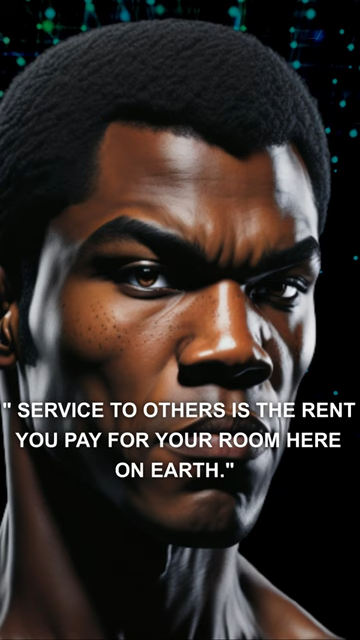 " SERVICE TO OTHERS IS THE RENT
YOU PAY FOR YOUR ROOM HERE
ON EARTH."